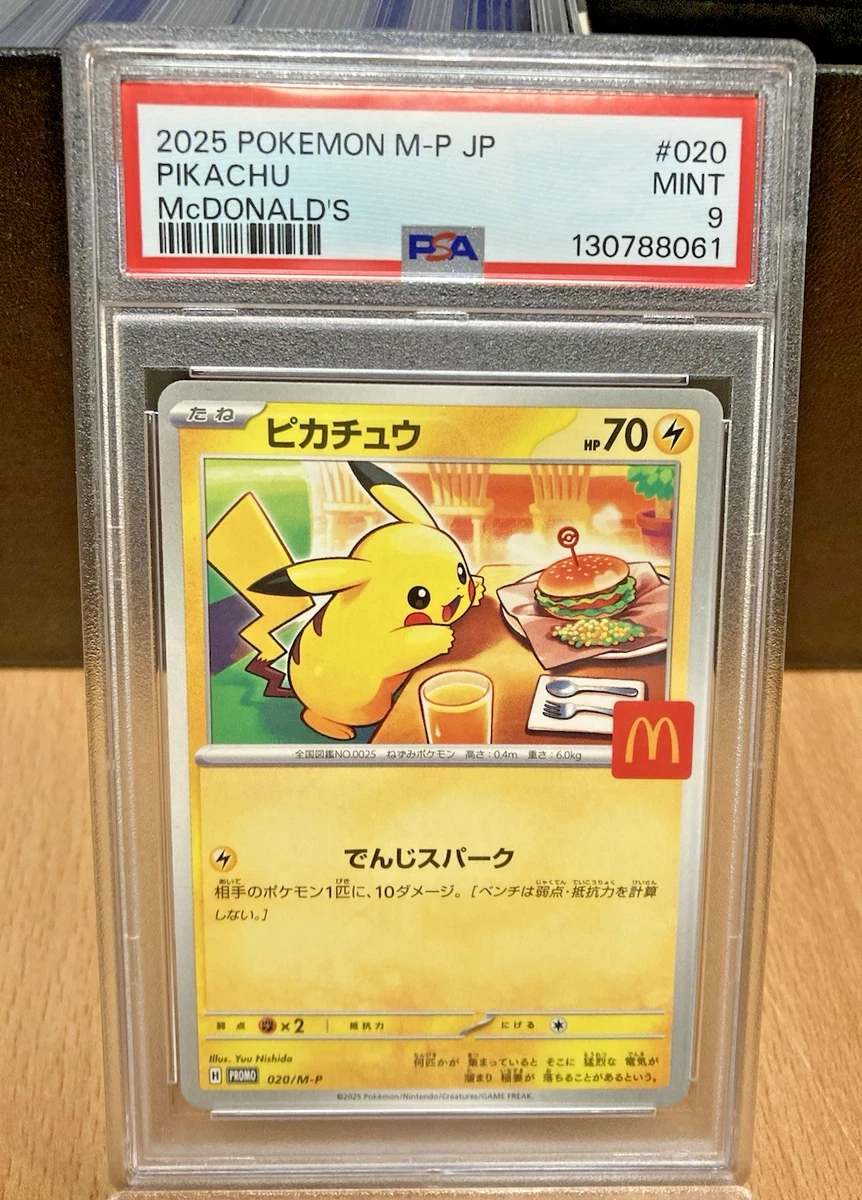 2025 POKEMON M-P JP
#020
PIKACHU
MINT
McDONALD'S
9
PSA
130788061
たね
ピカチュウ
HP 70
M
全国図鑑NO.0025 ねずみポケモン 高さ：0.4m 重さ：6.0kg
でんじスパーク
相手のポケモン1匹に、10ダメージ。［ベンチは弱点・抵抗力を計算
しない。］
弱点 ×2 抵抗力 にげる
Illus. Yuu Nishida
何匹かが 集まっていると そこに 猛烈な 電気が
溜まり 稲妻が 落ちることがあるという。
H PROMO 020/M-P
©2025 Pokémon/Nintendo/Creatures/GAME FREAK.